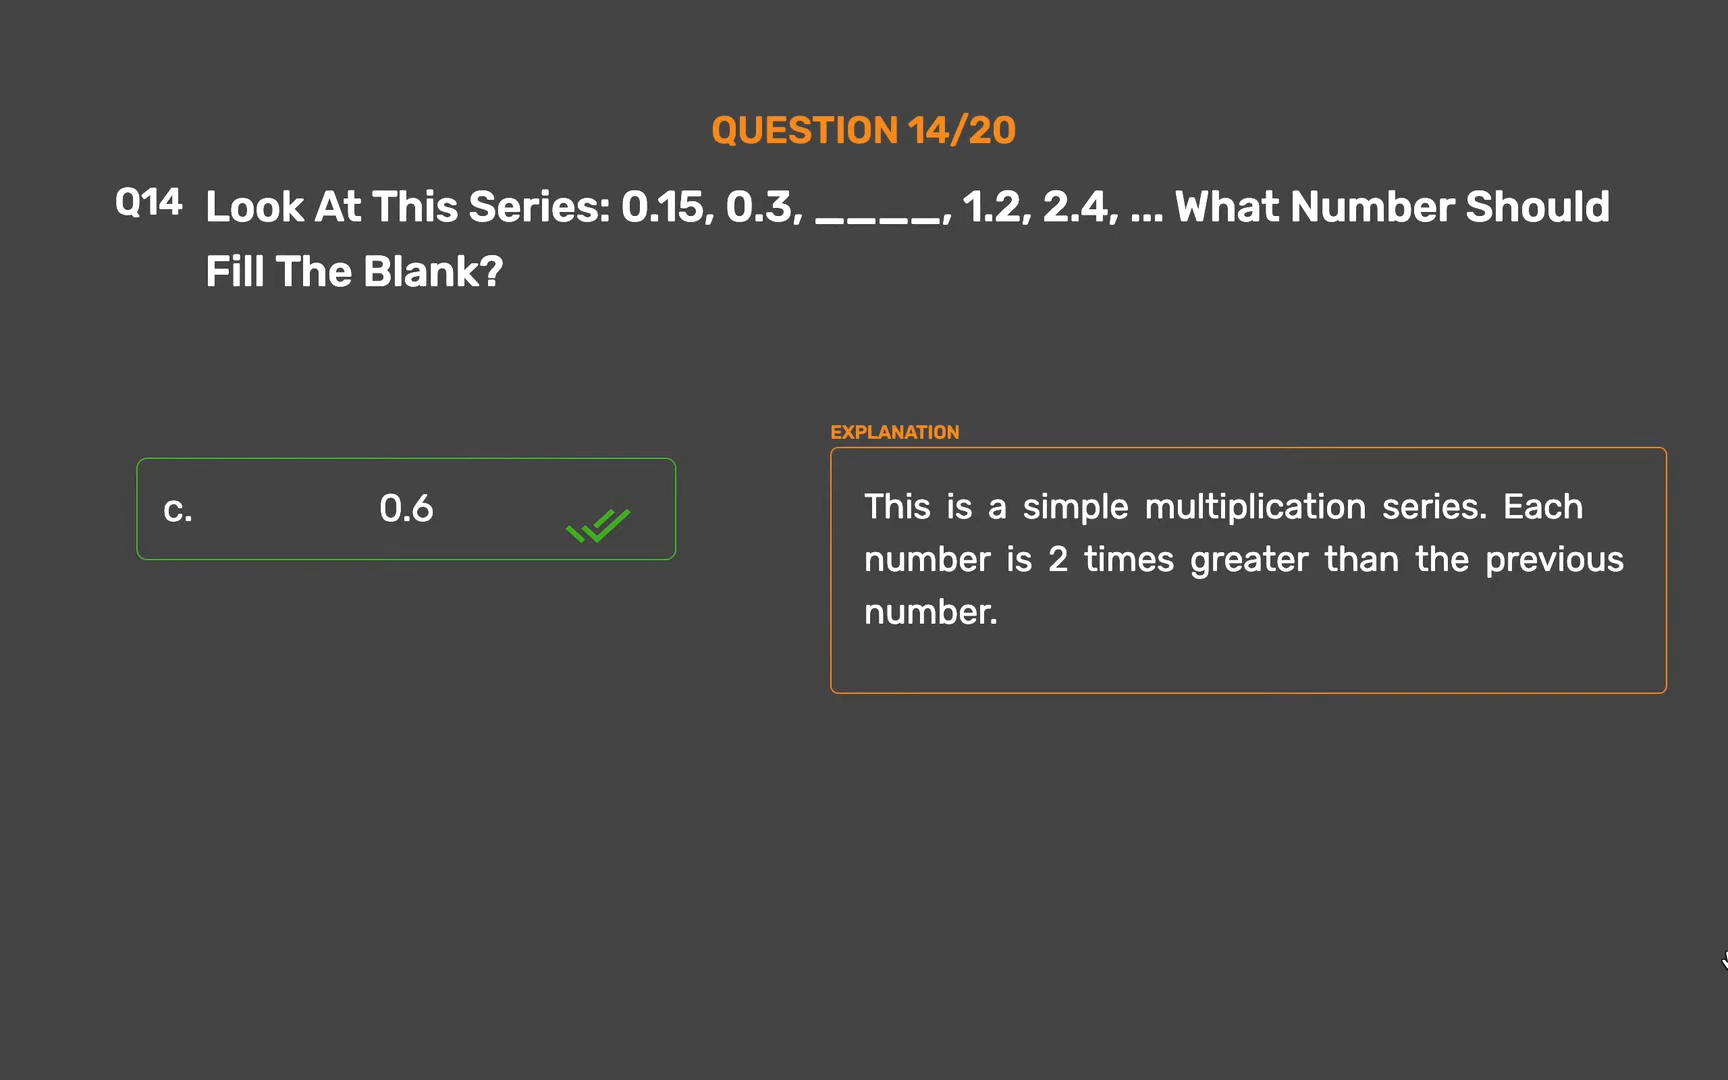 QUESTION 14/20
Q14 Look At This Series: 0.15, 0.3, ____, 1.2, 2.4, ... What Number Should
Fill The Blank?
EXPLANATION
c. 0.6
This is a simple multiplication series. Each
number is 2 times greater than the previous
number.